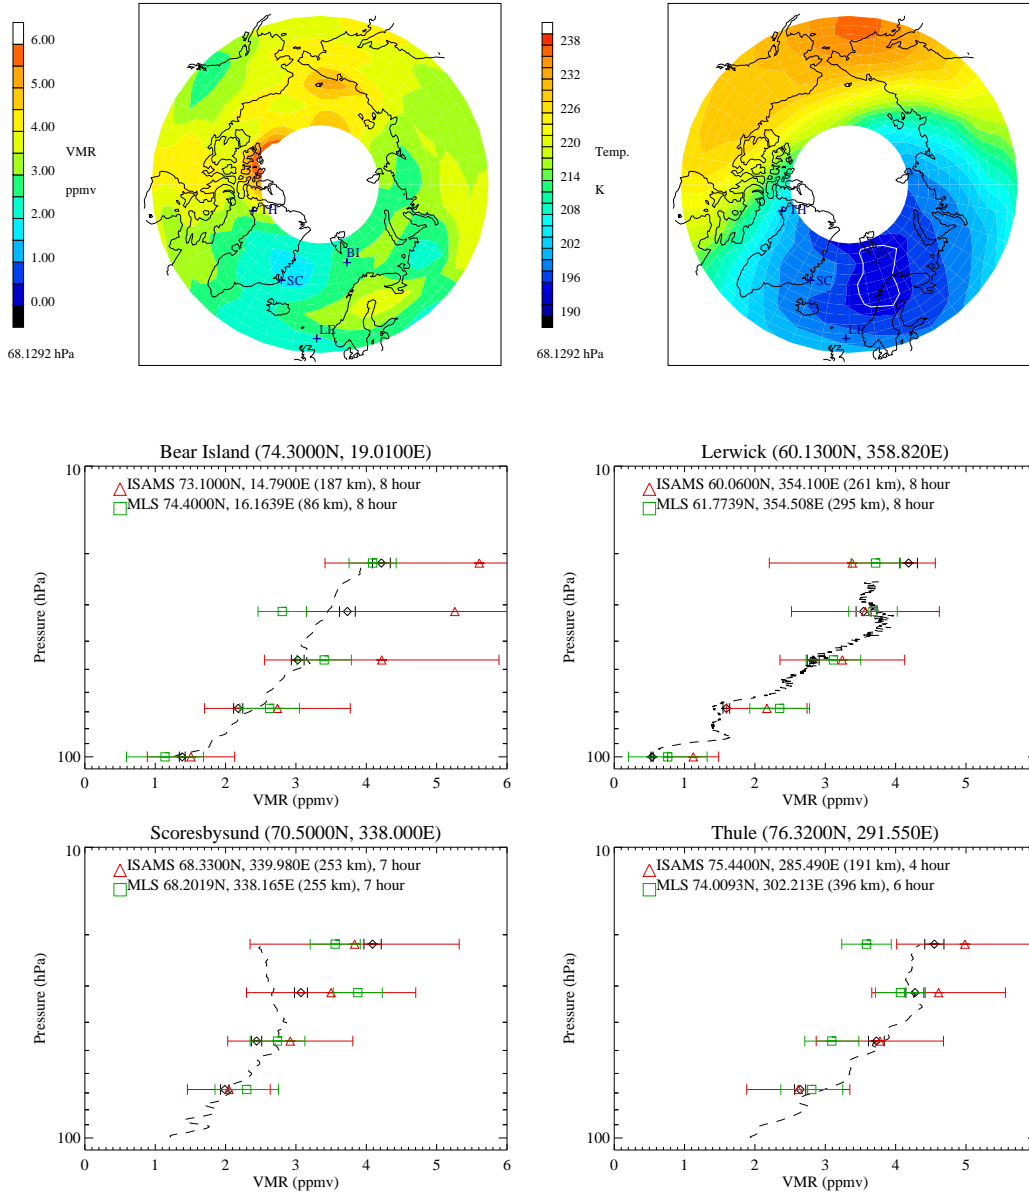 6.00
5.00
4.00
3.00
2.00
1.00
0.00
VMR
ppmv
68.1292 hPa
TH
BI
SC
LE
238
232
226
220
214
208
202
196
190
Temp.
K
68.1292 hPa
TH
SC
Bear Island (74.3000N, 19.0100E)
ISAMS 73.1000N, 14.7900E (187 km), 8 hour
MLS 74.4000N, 16.1639E (86 km), 8 hour
10
100
Pressure (hPa)
0 1 2 3 4 5 6
VMR (ppmv)
Lerwick (60.1300N, 358.820E)
ISAMS 60.0600N, 354.100E (261 km), 8 hour
MLS 61.7739N, 354.508E (295 km), 8 hour
10
100
Pressure (hPa)
0 1 2 3 4 5
VMR (ppmv)
Scoresbysund (70.5000N, 338.000E)
ISAMS 68.3300N, 339.980E (253 km), 7 hour
MLS 68.2019N, 338.165E (255 km), 7 hour
10
100
Pressure (hPa)
0 1 2 3 4 5 6
VMR (ppmv)
Thule (76.3200N, 291.550E)
ISAMS 75.4400N, 285.490E (191 km), 4 hour
MLS 74.0093N, 302.213E (396 km), 6 hour
10
100
Pressure (hPa)
0 1 2 3 4 5
VMR (ppmv)